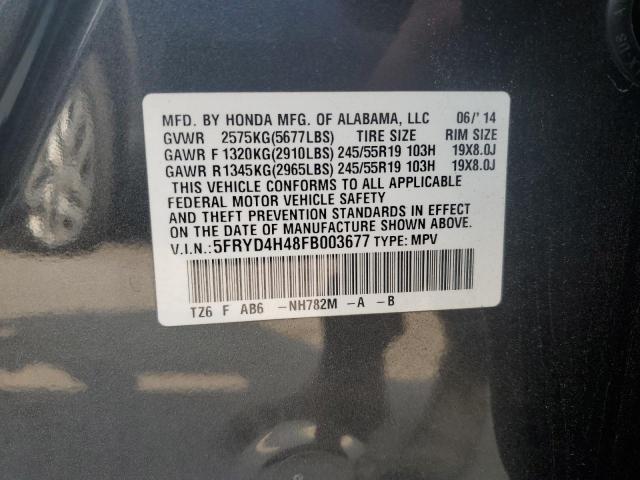 MFD. BY HONDA MFG. OF ALABAMA, LLC 06/'14
GVWR 2575KG(5677LBS) TIRE SIZE RIM SIZE
GAWR F 1320KG(2910LBS) 245/55R19 103H 19X8.0J
GAWR R1345KG(2965LBS) 245/55R19 103H 19X8.0J
THIS VEHICLE CONFORMS TO ALL APPLICABLE
FEDERAL MOTOR VEHICLE SAFETY
AND THEFT PREVENTION STANDARDS IN EFFECT
ON THE DATE OF MANUFACTURE SHOWN ABOVE.
V.I.N.: 5FRYD4H48FB003677 TYPE: MPV
TZ6 F AB6 -NH782M -A -B